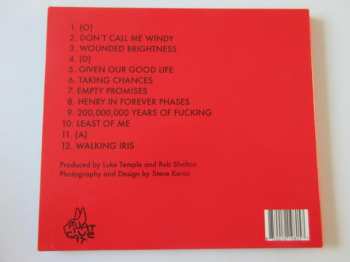 1. (O)
2. DON'T CALL ME WINDY
3. WOUNDED BRIGHTNESS
4. (D)
5. GIVEN OUR GOOD LIFE
6. TAKING CHANCES
7. EMPTY PROMISES
8. HENRY IN FOREVER PHASES
9. 200,000,000 YEARS OF FUCKING
10. LEAST OF ME
11. (A)
12. WALKING IRIS
Produced by Luke Temple and Rob Shelton
Photography and Design by Steve Keros